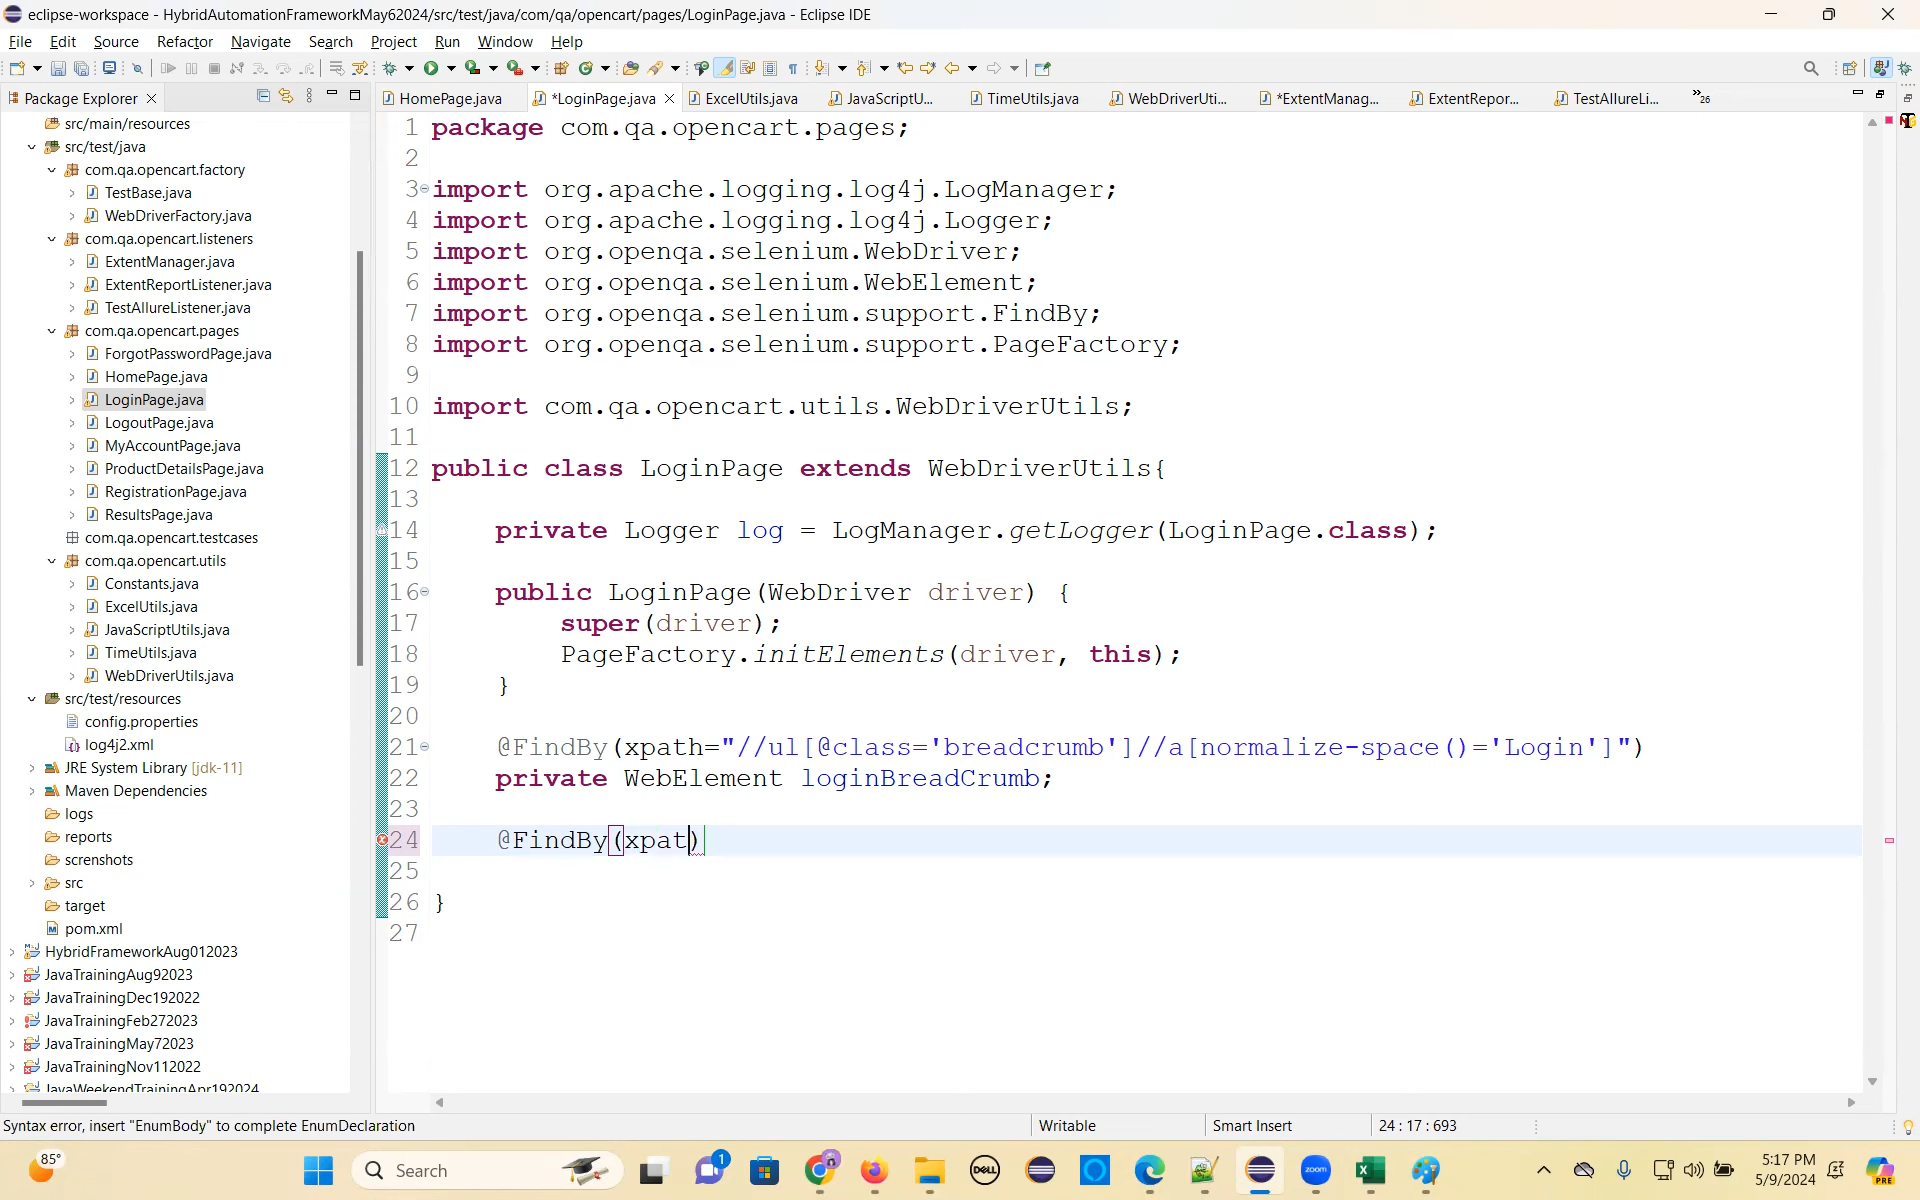 eclipse-workspace - HybridAutomationFrameworkMay62024/src/test/java/com/qa/opencart/pages/LoginPage.java - Eclipse IDE
File Edit Source Refactor Navigate Search Project Run Window Help
Package Explorer
HomePage.java *LoginPage.java ExcelUtils.java JavaScriptU... TimeUtils.java WebDriverUti... *ExtentManag... ExtentRepor... TestAllureLi... »26
src/main/resources
src/test/java
com.qa.opencart.factory
TestBase.java
WebDriverFactory.java
com.qa.opencart.listeners
ExtentManager.java
ExtentReportListener.java
TestAllureListener.java
com.qa.opencart.pages
ForgotPasswordPage.java
HomePage.java
LoginPage.java
LogoutPage.java
MyAccountPage.java
ProductDetailsPage.java
RegistrationPage.java
ResultsPage.java
com.qa.opencart.testcases
com.qa.opencart.utils
Constants.java
ExcelUtils.java
JavaScriptUtils.java
TimeUtils.java
WebDriverUtils.java
src/test/resources
config.properties
log4j2.xml
JRE System Library [jdk-11]
Maven Dependencies
logs
reports
screnshots
src
target
pom.xml
HybridFrameworkAug012023
JavaTrainingAug92023
JavaTrainingDec192022
JavaTrainingFeb272023
JavaTrainingMay72023
JavaTrainingNov112022
JavaWeekendTrainingApr192024
1 package com.qa.opencart.pages;
2
3 import org.apache.logging.log4j.LogManager;
4 import org.apache.logging.log4j.Logger;
5 import org.openqa.selenium.WebDriver;
6 import org.openqa.selenium.WebElement;
7 import org.openqa.selenium.support.FindBy;
8 import org.openqa.selenium.support.PageFactory;
9
10 import com.qa.opencart.utils.WebDriverUtils;
11
12 public class LoginPage extends WebDriverUtils{
13
14 private Logger log = LogManager.getLogger(LoginPage.class);
15
16 public LoginPage(WebDriver driver) {
17 super(driver);
18 PageFactory.initElements(driver, this);
19 }
20
21 @FindBy(xpath="//ul[@class='breadcrumb']//a[normalize-space()='Login']")
22 private WebElement loginBreadCrumb;
23
24 @FindBy(xpat)
25
26 }
27
Syntax error, insert "EnumBody" to complete EnumDeclaration Writable Smart Insert 24 : 17 : 693
85° Search 1 DELL zoom PRE
5:17 PM
5/9/2024